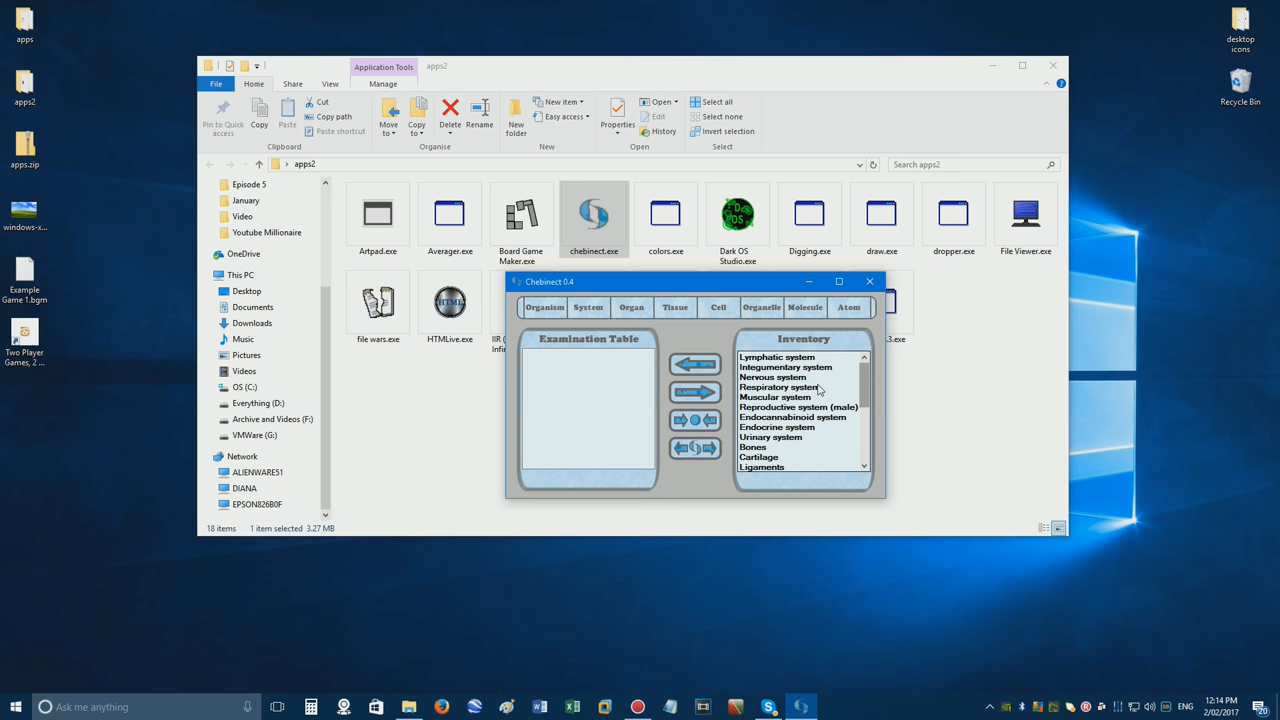 apps
apps2
apps.zip
windows-x...
Example
Game 1.bgm
Two Player
Games, 2 ...
desktop
icons
Recycle Bin
Application Tools
apps2
File
Home
Share
View
Manage
Pin to Quick
access
Copy
Paste
Cut
Copy path
Paste shortcut
Clipboard
Move
to
Copy
to
Delete
Rename
Organise
New
folder
New item
Easy access
New
Properties
Open
Edit
History
Open
Select all
Select none
Invert selection
Select
apps2
Search apps2
Episode 5
January
Video
Youtube Millionaire
OneDrive
This PC
Desktop
Documents
Downloads
Music
Pictures
Videos
OS (C:)
Everything (D:)
Archive and Videos (F:)
VMWare (G:)
Network
ALIENWARE51
DIANA
EPSON826B0F
Artpad.exe
Averager.exe
Board Game
Maker.exe
chebinect.exe
colors.exe
Dark OS
Studio.exe
Digging.exe
draw.exe
dropper.exe
File Viewer.exe
file wars.exe
HTMLive.exe
IIR (
Infin
.3.exe
18 items
1 item selected 3.27 MB
Chebinect 0.4
Organism
System
Organ
Tissue
Cell
Organelle
Molecule
Atom
Examination Table
Inventory
Lymphatic system
Integumentary system
Nervous system
Respiratory system
Muscular system
Reproductive system (male)
Endocannabinoid system
Endocrine system
Urinary system
Bones
Cartilage
Ligaments
Ask me anything
ENG
12:14 PM
2/02/2017
20